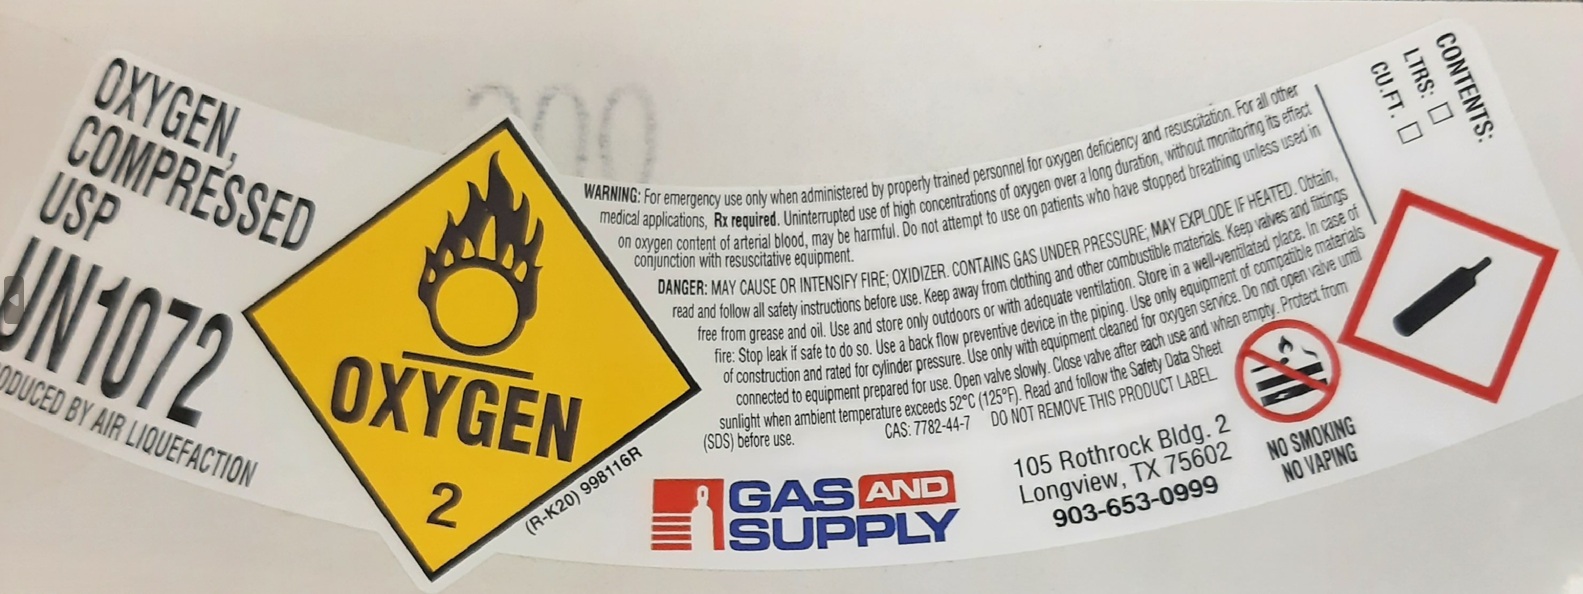 200
OXYGEN,
COMPRESSED
USP
UN1072
PRODUCED BY AIR LIQUEFACTION
OXYGEN
2
(R-K20) 998116R
WARNING: For emergency use only when administered by properly trained personnel for oxygen deficiency and resuscitation. For all other
medical applications, Rx required. Uninterrupted use of high concentrations of oxygen over a long duration, without monitoring its effect
on oxygen content of arterial blood, may be harmful. Do not attempt to use on patients who have stopped breathing unless used in
conjunction with resuscitative equipment.
DANGER: MAY CAUSE OR INTENSIFY FIRE; OXIDIZER. CONTAINS GAS UNDER PRESSURE; MAY EXPLODE IF HEATED. Obtain,
read and follow all safety instructions before use. Keep away from clothing and other combustible materials. Keep valves and fittings
free from grease and oil. Use and store only outdoors or with adequate ventilation. Store in a well-ventilated place. In case of
fire: Stop leak if safe to do so. Use a back flow preventive device in the piping. Use only equipment of compatible materials
of construction and rated for cylinder pressure. Use only with equipment cleaned for oxygen service. Do not open valve until
connected to equipment prepared for use. Open valve slowly. Close valve after each use and when empty. Protect from
sunlight when ambient temperature exceeds 52°C (125°F). Read and follow the Safety Data Sheet
(SDS) before use. CAS: 7782-44-7 DO NOT REMOVE THIS PRODUCT LABEL.
GAS AND
SUPPLY
105 Rothrock Bldg. 2
Longview, TX 75602
903-653-0999
NO SMOKING
NO VAPING
CONTENTS:
LTRS:
CU.FT.